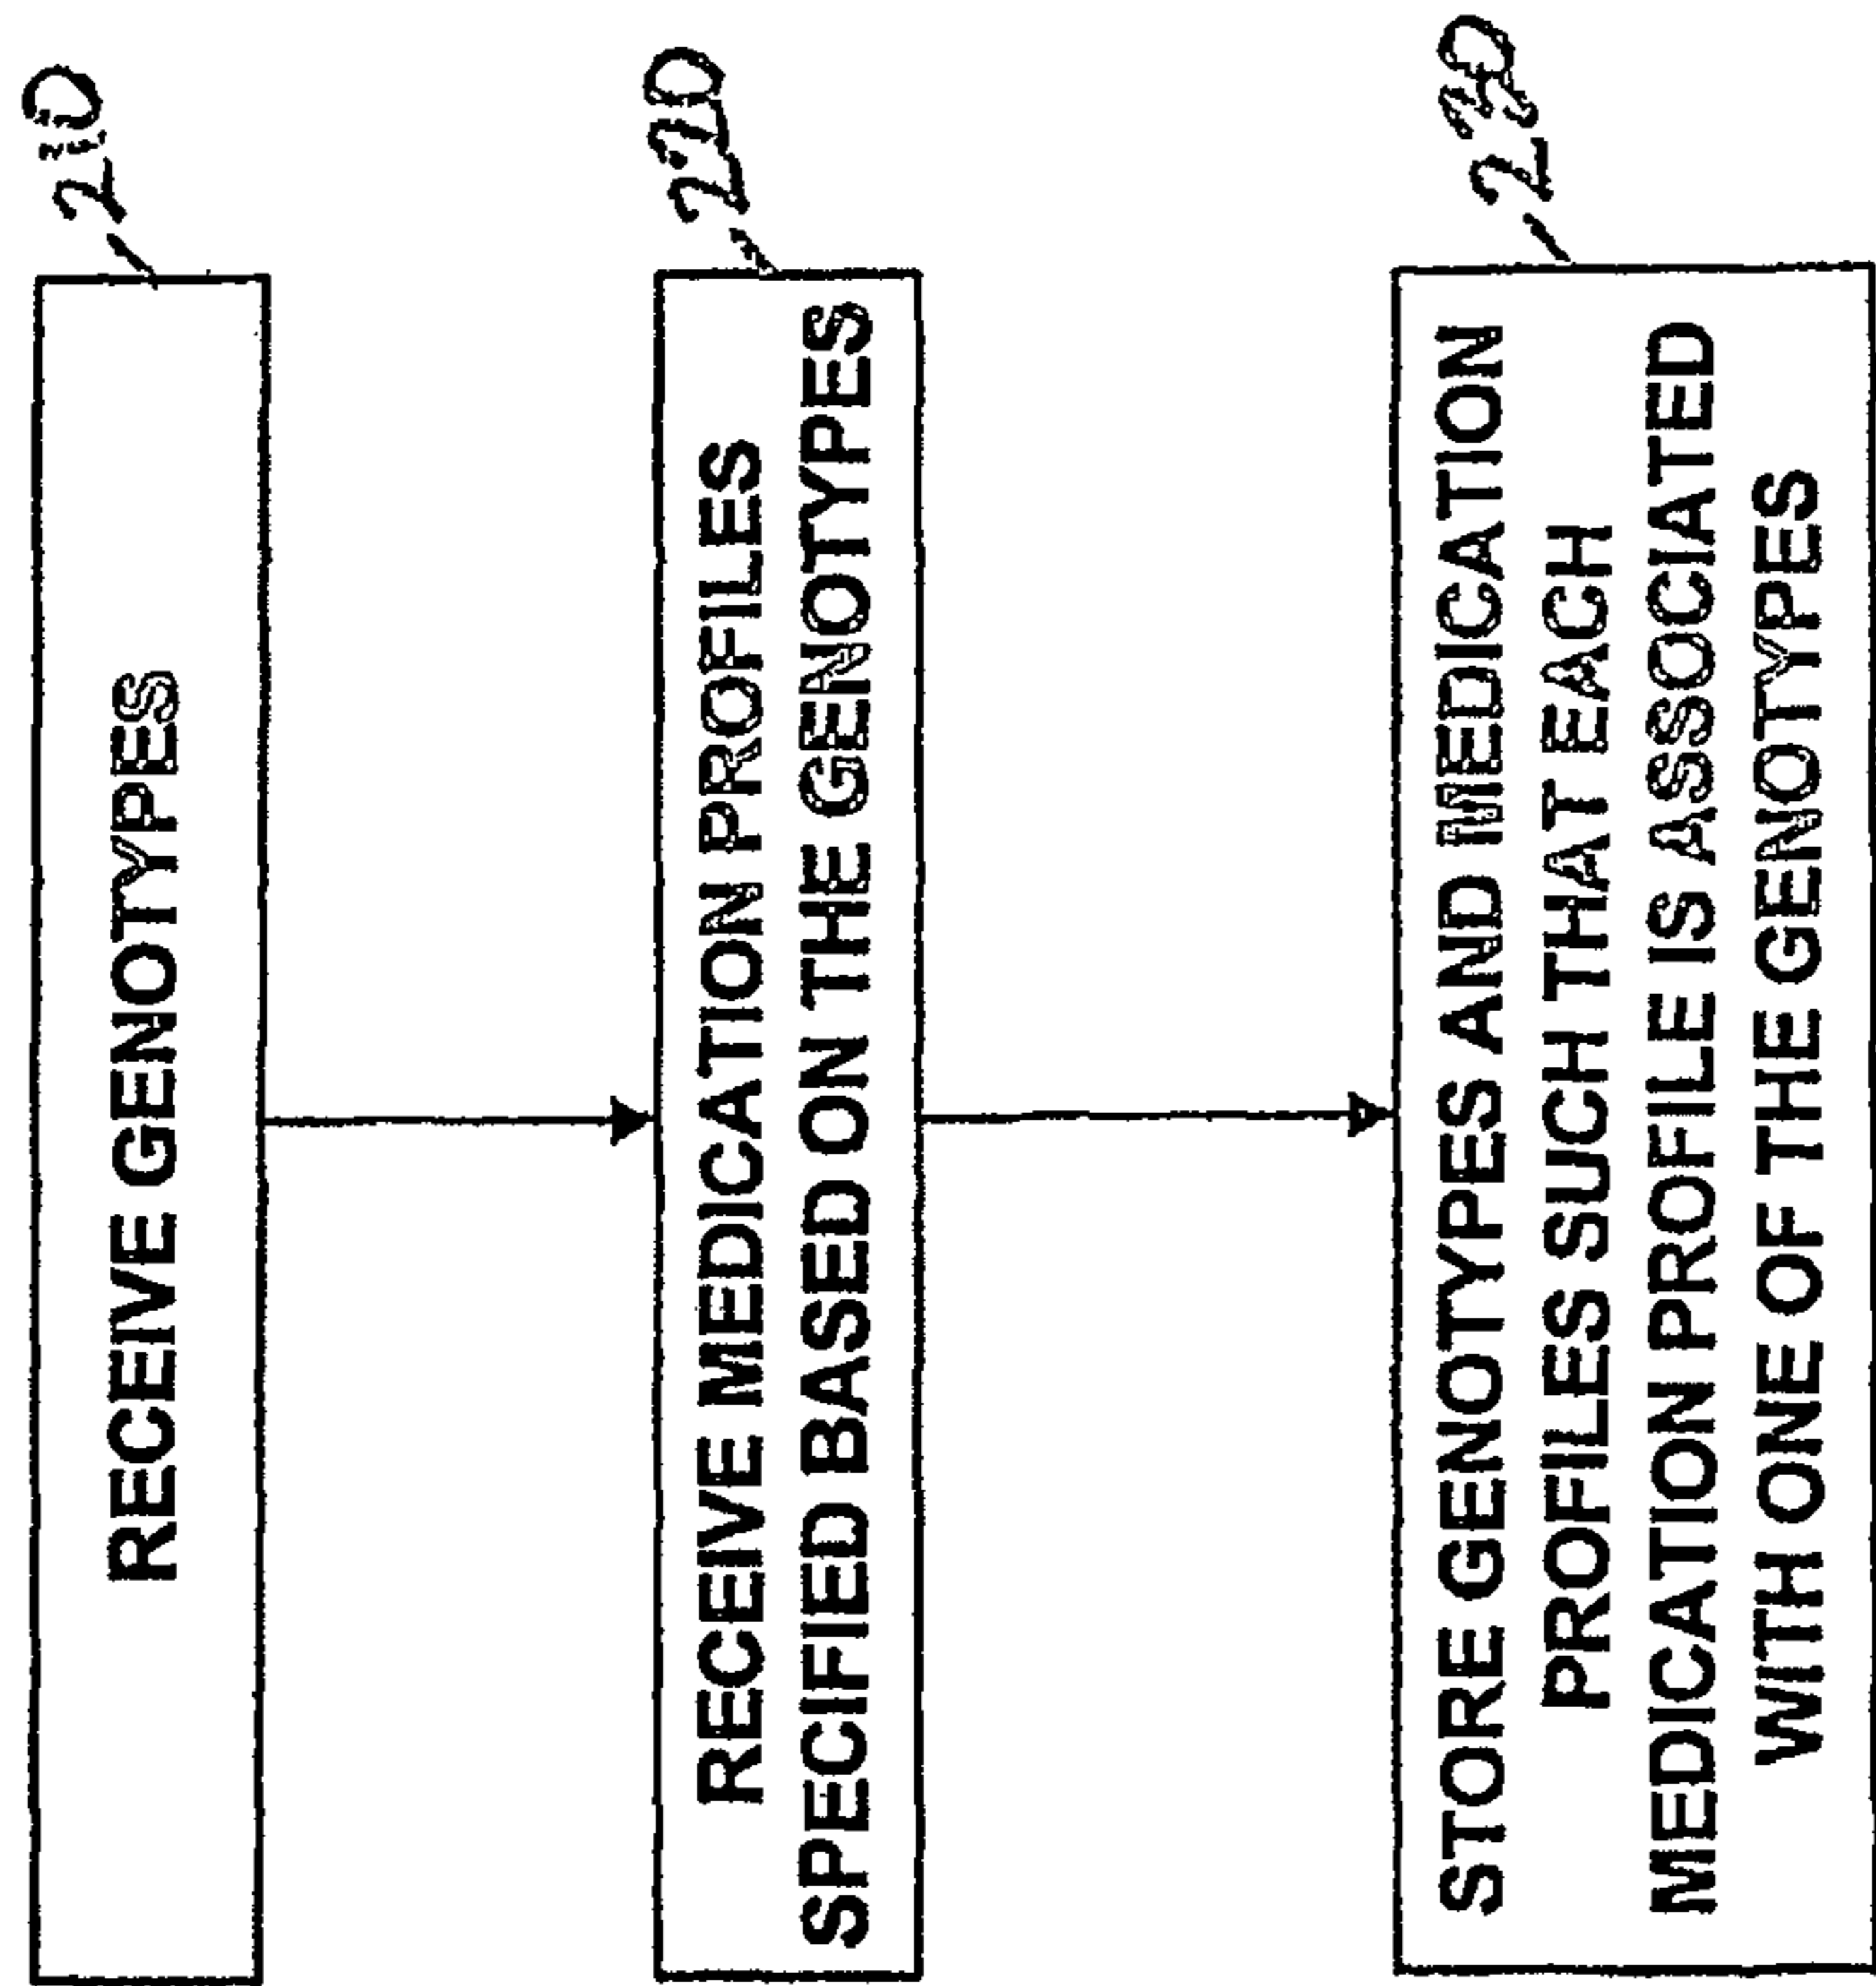 RECEIVE GENOTYPES
210
RECEIVE MEDICATION PROFILES
SPECIFIED BASED ON THE GENOTYPES
220
STORE GENOTYPES AND MEDICATION
PROFILES SUCH THAT EACH
MEDICATION PROFILE IS ASSOCIATED
WITH ONE OF THE GENOTYPES
230